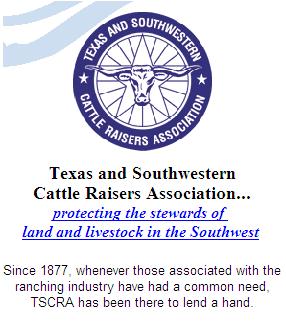 TEXAS AND SOUTHWESTERN
CATTLE RAISERS ASSOCIATION
Texas and Southwestern
Cattle Raisers Association...
protecting the stewards of
land and livestock in the Southwest
Since 1877, whenever those associated with the
ranching industry have had a common need,
TSCRA has been there to lend a hand.